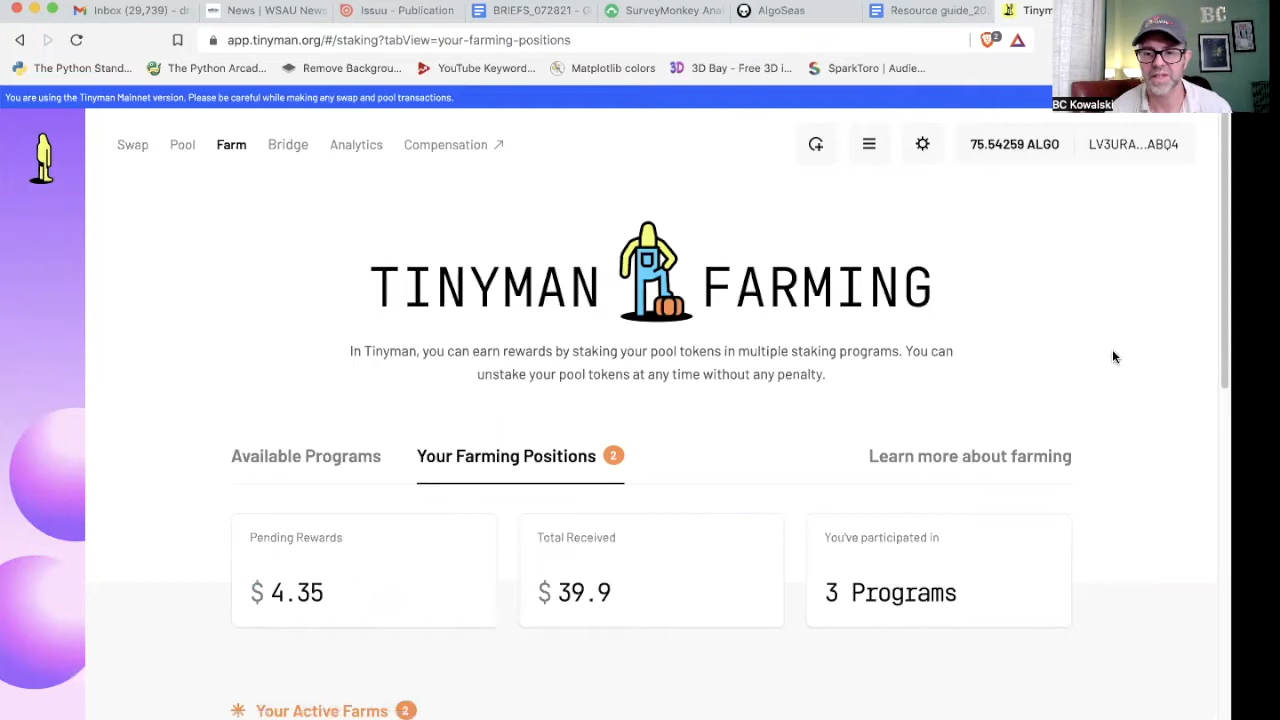 Inbox (29,739) - dr
News | WSAU News
Issuu - Publication
BRIEFS_072821 - G
SurveyMonkey Ana
AlgoSeas
Resource guide_20
Tinym
app.tinyman.org/#/staking?tabView=your-farming-positions
2
The Python Stand...
The Python Arcad...
Remove Backgrou...
YouTube Keywor...
Matplotlib colors
3D Bay - Free 3D i...
SparkToro | Audie...
BC
BC Kowalski
You are using the Tinyman Mainnet version. Please be careful while making any swap and pool transactions.
Swap
Pool
Farm
Bridge
Analytics
Compensation ↗
75.54259 ALGO
LV3URA...ABQ4
TINYMAN FARMING
In Tinyman, you can earn rewards by staking your pool tokens in multiple staking programs. You can
unstake your pool tokens at any time without any penalty.
Available Programs
Your Farming Positions 2
Learn more about farming
Pending Rewards
$ 4.35
Total Received
$ 39.9
You've participated in
3 Programs
Your Active Farms 2